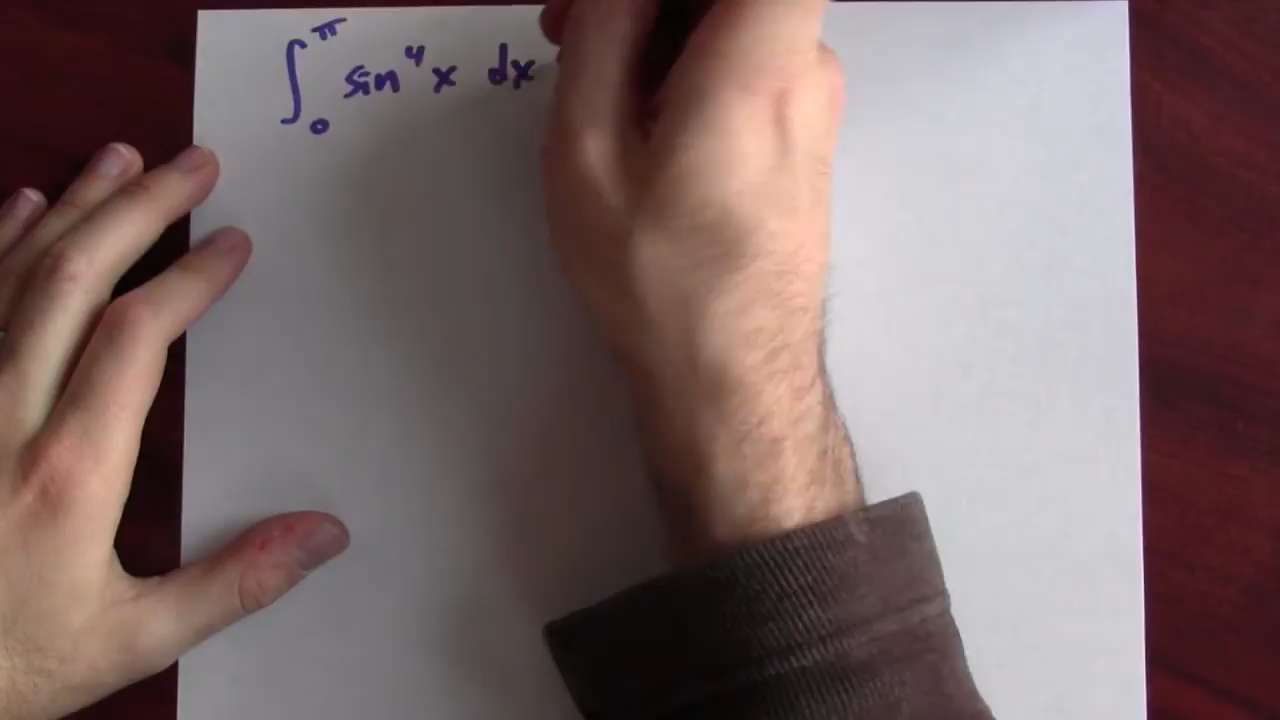 ∫₀^π sin⁴x dx